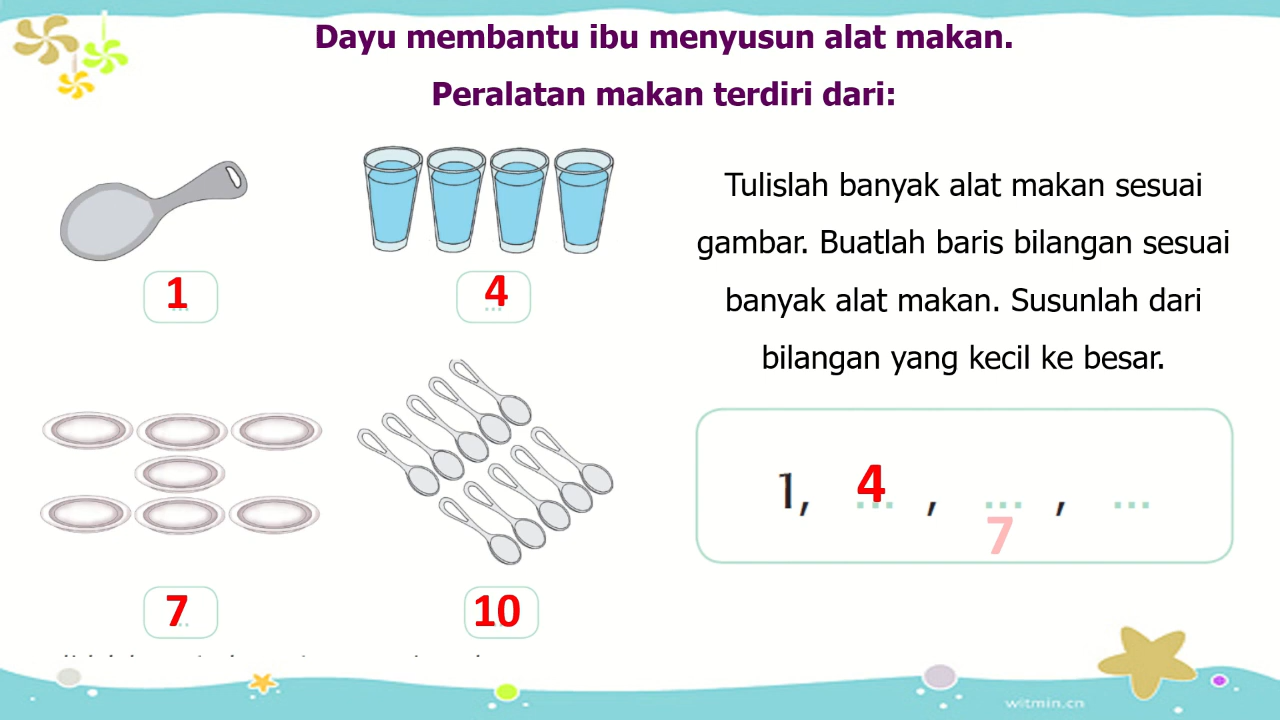 Dayu membantu ibu menyusun alat makan.
Peralatan makan terdiri dari:
1
4
7
10
Tulislah banyak alat makan sesuai
gambar. Buatlah baris bilangan sesuai
banyak alat makan. Susunlah dari
bilangan yang kecil ke besar.
1, 4 , ... , ...
7
witmin.cn